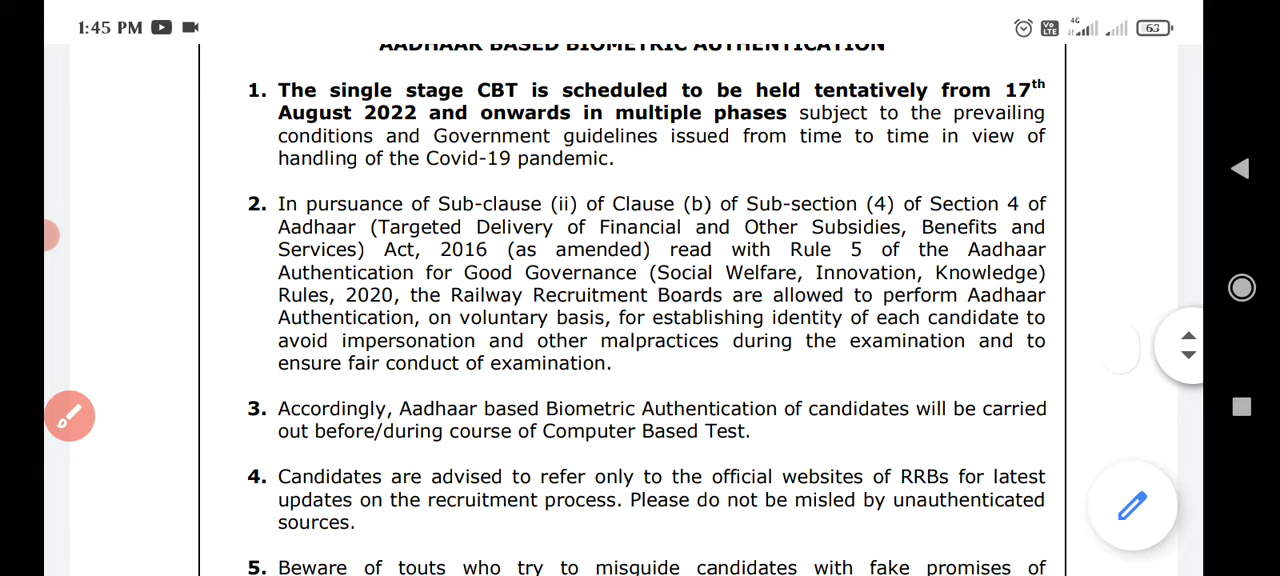 1:45 PM
Vo LTE 4G 63
AADHAAR BASED BIOMETRIC AUTHENTICATION
1. The single stage CBT is scheduled to be held tentatively from 17th
August 2022 and onwards in multiple phases subject to the prevailing
conditions and Government guidelines issued from time to time in view of
handling of the Covid-19 pandemic.
2. In pursuance of Sub-clause (ii) of Clause (b) of Sub-section (4) of Section 4 of
Aadhaar (Targeted Delivery of Financial and Other Subsidies, Benefits and
Services) Act, 2016 (as amended) read with Rule 5 of the Aadhaar
Authentication for Good Governance (Social Welfare, Innovation, Knowledge)
Rules, 2020, the Railway Recruitment Boards are allowed to perform Aadhaar
Authentication, on voluntary basis, for establishing identity of each candidate to
avoid impersonation and other malpractices during the examination and to
ensure fair conduct of examination.
3. Accordingly, Aadhaar based Biometric Authentication of candidates will be carried
out before/during course of Computer Based Test.
4. Candidates are advised to refer only to the official websites of RRBs for latest
updates on the recruitment process. Please do not be misled by unauthenticated
sources.
5. Beware of touts who try to misguide candidates with fake promises of